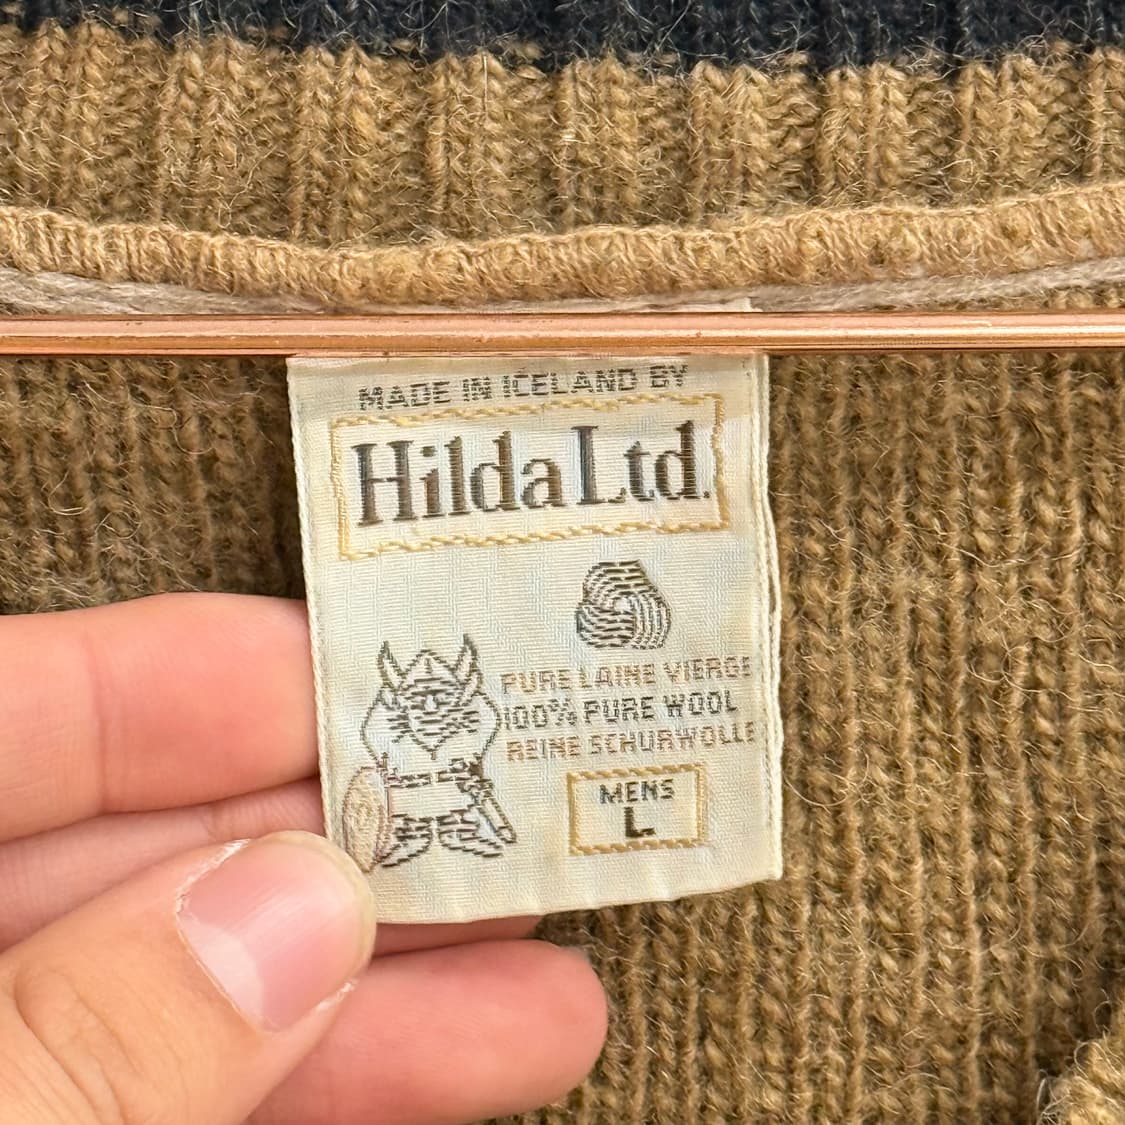 MADE IN ICELAND BY
Hilda Ltd.
PURE LAINE VIERGE
100% PURE WOOL
REINE SCHURWOLLE
MENS
L